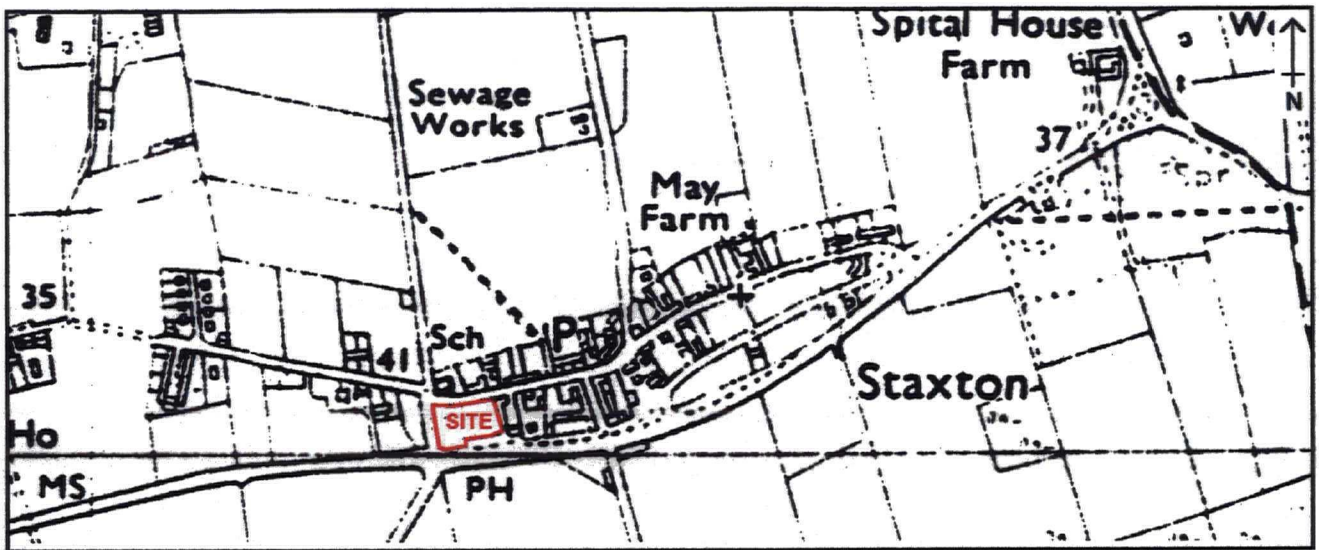 Spital House
Farm
N
Sewage
Works
37
May
Farm
35
Sch
P
41
SITE
Staxton
Ho
MS
PH